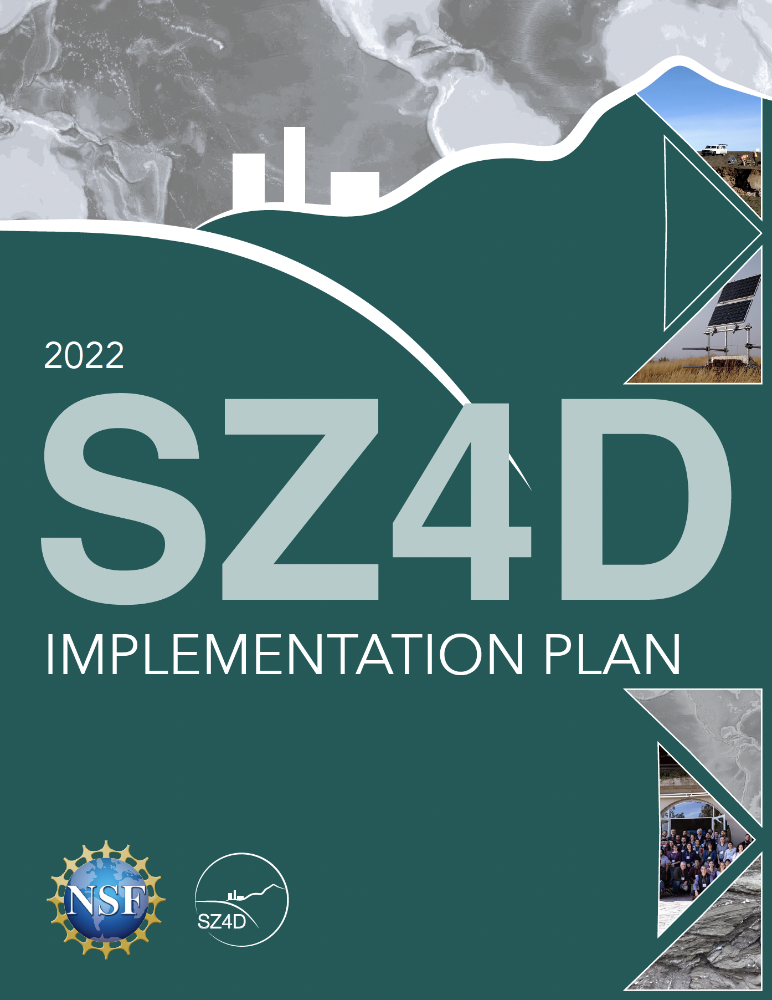 2022
SZ4D
IMPLEMENTATION PLAN
NSF
SZ4D